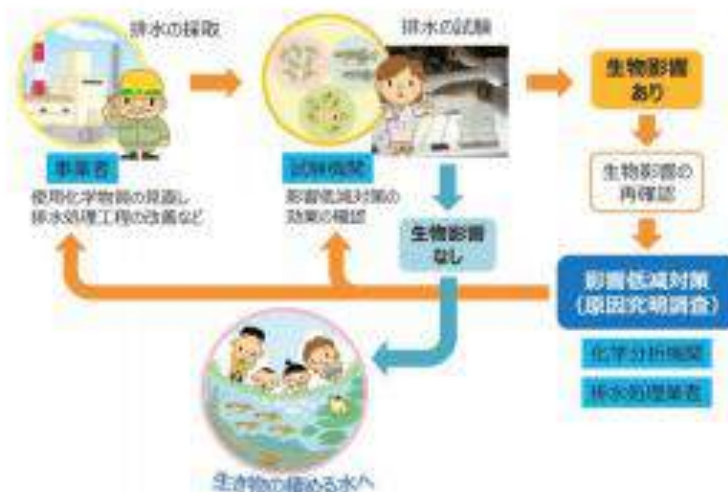 排水の採取
排水の試験
生物影響
あり
事業者
使用化学物質の見直し
排水処理工程の改善など
試験機関
影響低減対策の
効果の確認
生物影響
なし
生物影響の
再確認
影響低減対策
(原因究明調査)
化学分析機関
排水処理業者
生き物の棲める水へ